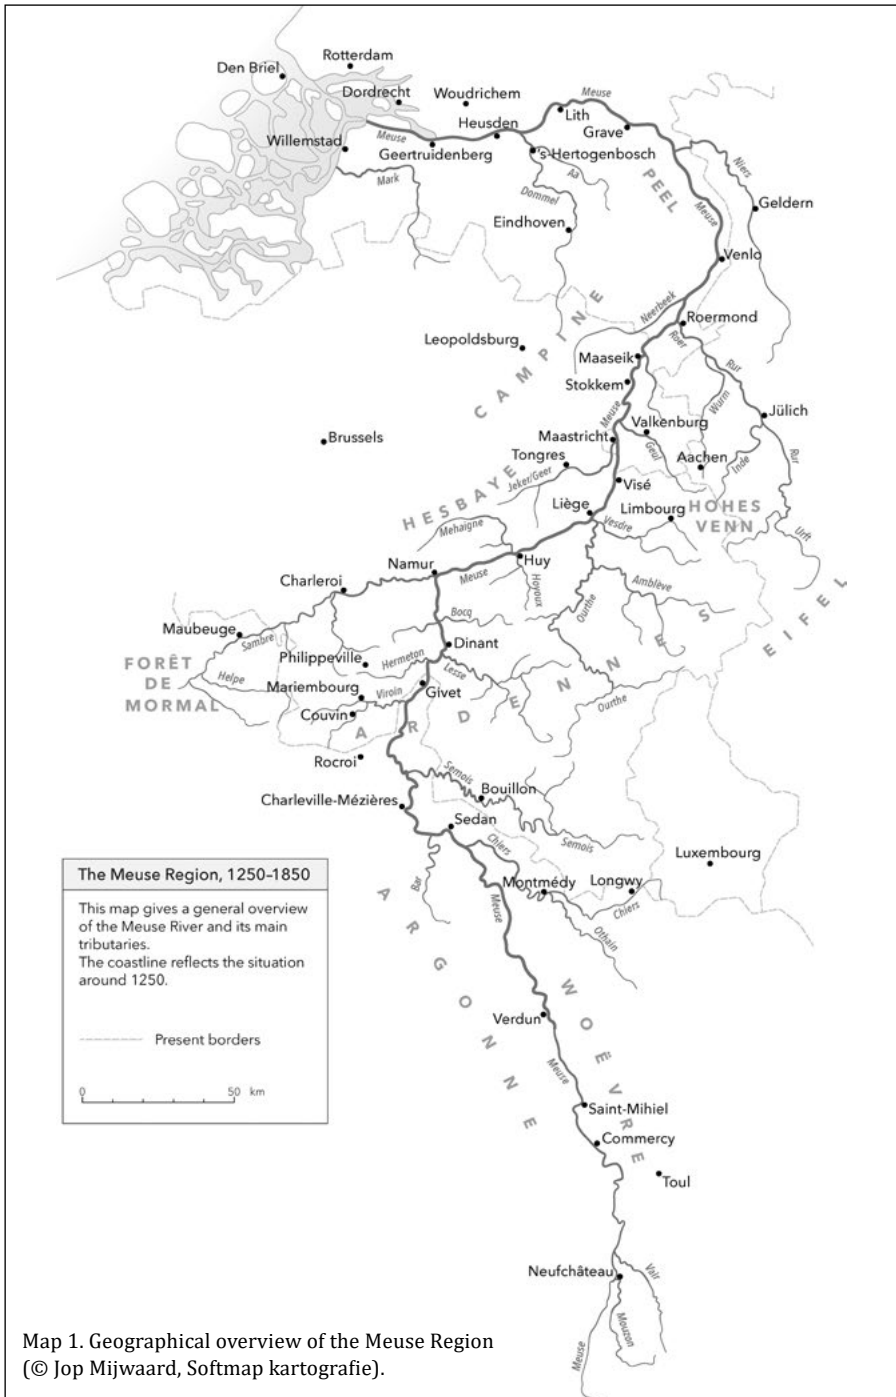 Rotterdam
Den Briel
Dordrecht
Woudrichem
Meuse
Lith
Heusden
Grave
Willemstad
Meuse
Geertruidenberg
's-Hertogenbosch
Aa
Mark
Dommel
PEEL
Niers
Geldern
Meuse
Eindhoven
Venlo
Neerbeek
Roermond
Leopoldsburg
CAMPINE
Roer
Maaseik
Rur
Stokkem
Wurm
Jülich
Meuse
Valkenburg
Brussels
Maastricht
Geul
Aachen
Inde
Rur
Tongres
Jeker/Geer
Visé
HESBAYE
Liège
Limbourg
HOHES
VENN
Mehaigne
Vesdre
Urft
Namur
Huy
Meuse
Charleroi
Hoyoux
Amblève
Ourthe
Bocq
EIFEL
Maubeuge
Sambre
Dinant
Philippeville
Hermeton
Lesse
FORÊT
DE
MORMAL
Helpe
Mariembourg
Viroin
Givet
Ourthe
Couvin
ARDENNES
Rocroi
Semois
Bouillon
Charleville-Mézières
Sedan
Semois
Chiers
Luxembourg
The Meuse Region, 1250–1850
This map gives a general overview
of the Meuse River and its main
tributaries.
The coastline reflects the situation
around 1250.
Present borders
0 50 km
Bar
Montmédy
Longwy
Meuse
Chiers
Othain
ARGONNE
WOËVRE
Verdun
Meuse
Saint-Mihiel
Commercy
Toul
Neufchâteau
Vair
Mouzon
Meuse
Map 1. Geographical overview of the Meuse Region
(© Jop Mijwaard, Softmap kartografie).